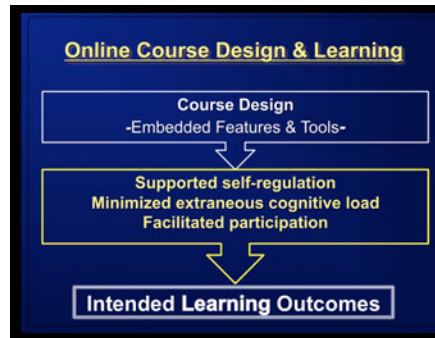 Online Course Design & Learning
Course Design
-Embedded Features & Tools-
Supported self-regulation
Minimized extraneous cognitive load
Facilitated participation
Intended Learning Outcomes